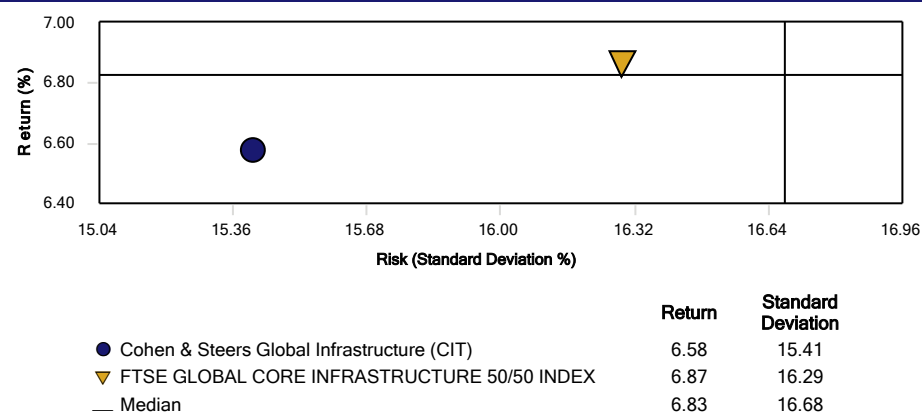 7.00
6.80
6.60
6.40
Return (%)
15.04 15.36 15.68 16.00 16.32 16.64 16.96
Risk (Standard Deviation %)
Return Standard Deviation
Cohen & Steers Global Infrastructure (CIT) 6.58 15.41
FTSE GLOBAL CORE INFRASTRUCTURE 50/50 INDEX 6.87 16.29
Median 6.83 16.68